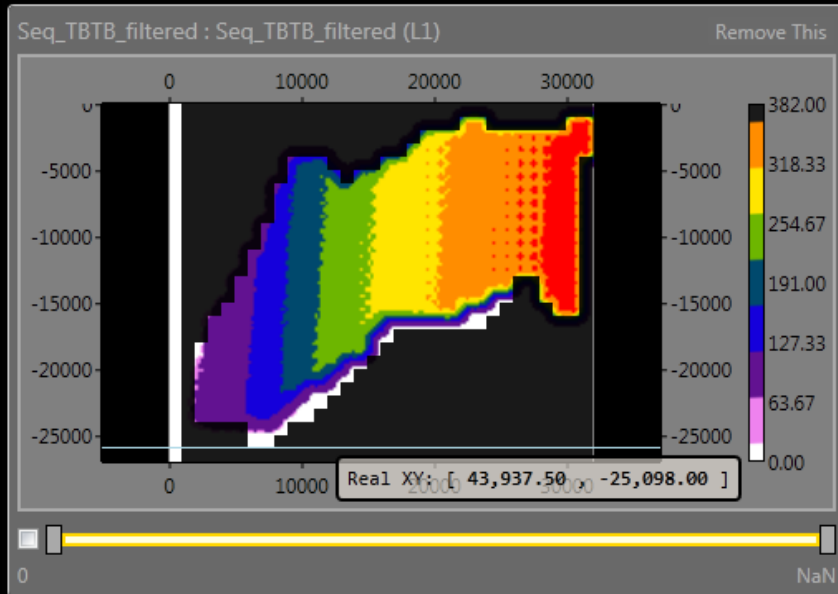 Seq_TBTB_filtered : Seq_TBTB_filtered (L1) Remove This
0 10000 20000 30000
0 0 382.00
-5000 -5000 318.33
-10000 -10000 254.67
-15000 -15000 191.00
-20000 -20000 127.33
-25000 -25000 63.67
0.00
0 10000 20000 30000
Real XY: [ 43,937.50 , -25,098.00 ]
0 NaN